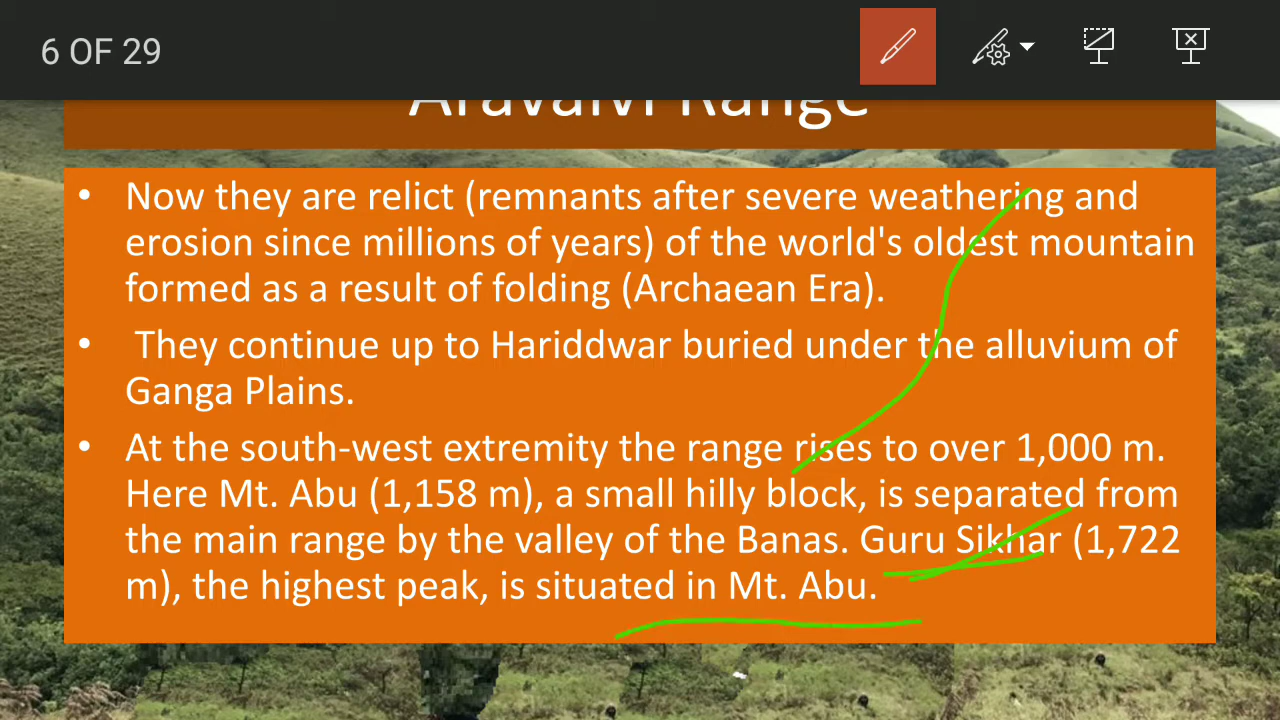 6 OF 29
Aravalvi Range
• Now they are relict (remnants after severe weathering and
erosion since millions of years) of the world's oldest mountain
formed as a result of folding (Archaean Era).
• They continue up to Hariddwar buried under the alluvium of
Ganga Plains.
• At the south-west extremity the range rises to over 1,000 m.
Here Mt. Abu (1,158 m), a small hilly block, is separated from
the main range by the valley of the Banas. Guru Sikhar (1,722
m), the highest peak, is situated in Mt. Abu.